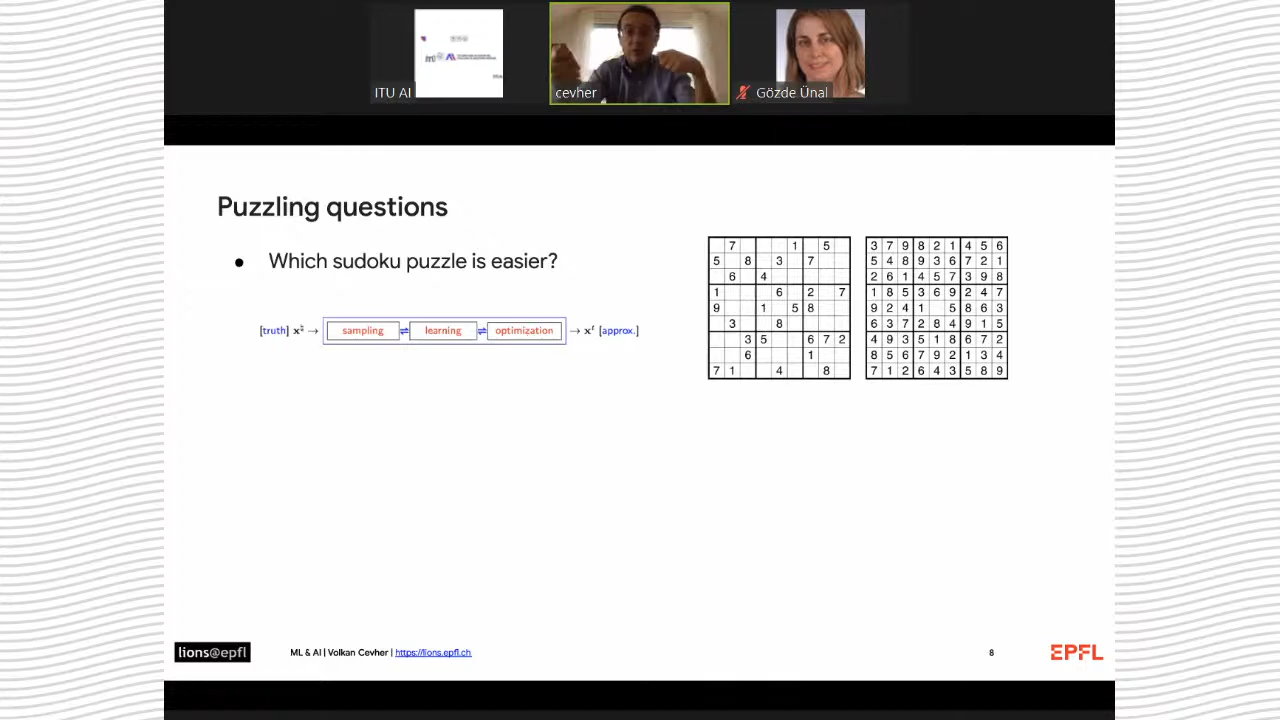 ITU AI
cevher
Gözde Ünal
Puzzling questions
● Which sudoku puzzle is easier?
[truth] x♮ → sampling ⇌ learning ⇌ optimization → xᵗ [approx.]
7 1 5
5 8 3 7
6 4
1 6 2 7
9 1 5 8
3 8
3 5 6 7 2
6 1
7 1 4 8
3 7 9 8 2 1 4 5 6
5 4 8 9 3 6 7 2 1
2 6 1 4 5 7 3 9 8
1 8 5 3 6 9 2 4 7
9 2 4 1 5 8 6 3
6 3 7 2 8 4 9 1 5
4 9 3 5 1 8 6 7 2
8 5 6 7 9 2 1 3 4
7 1 2 6 4 3 5 8 9
lions@epfl
ML & AI | Volkan Cevher | https://lions.epfl.ch
8
EPFL